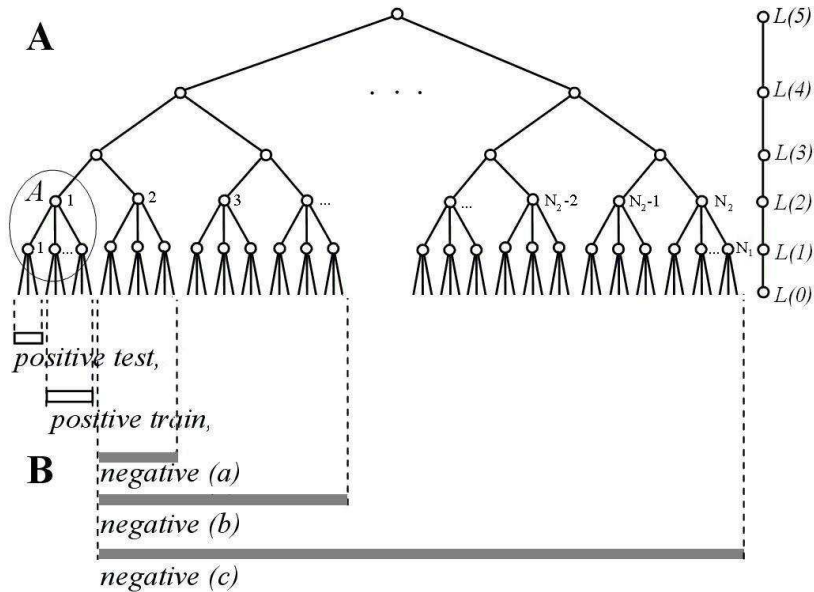 A
L(5)
. . .
L(4)
L(3)
A 1 2 3 ... ... N₂-2 N₂-1 N₂ L(2)
1 ... ... N₁ L(1)
L(0)
positive test,
positive train,
B
negative (a)
negative (b)
negative (c)